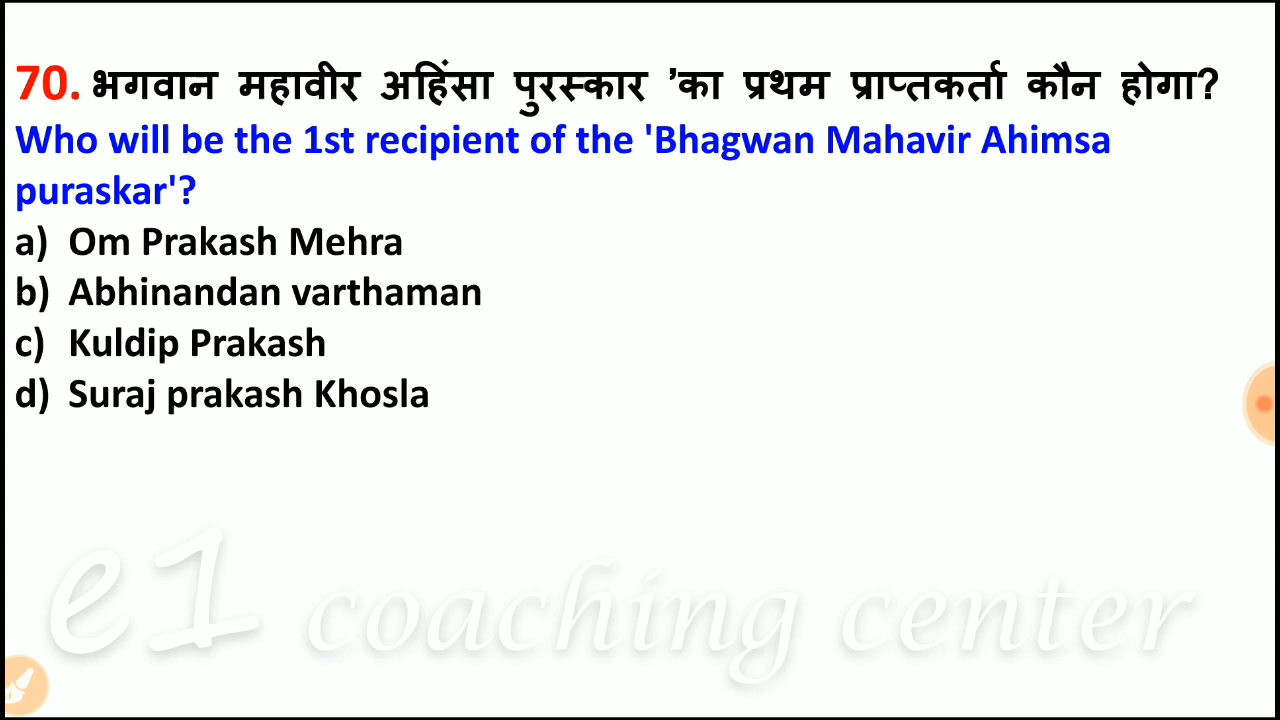 70. भगवान महावीर अहिंसा पुरस्कार ’का प्रथम प्राप्तकर्ता कौन होगा?
Who will be the 1st recipient of the 'Bhagwan Mahavir Ahimsa
puraskar'?
a) Om Prakash Mehra
b) Abhinandan varthaman
c) Kuldip Prakash
d) Suraj prakash Khosla
e1 coaching center